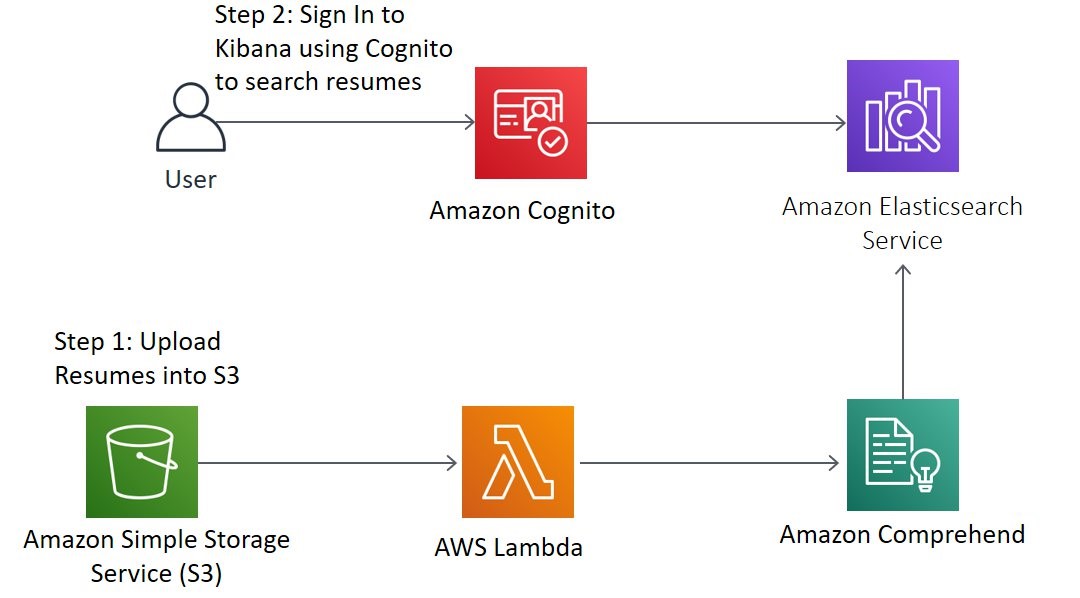 Step 2: Sign In to
Kibana using Cognito
to search resumes
User
Amazon Cognito
Amazon Elasticsearch
Service
Step 1: Upload
Resumes into S3
Amazon Simple Storage
Service (S3)
AWS Lambda
Amazon Comprehend